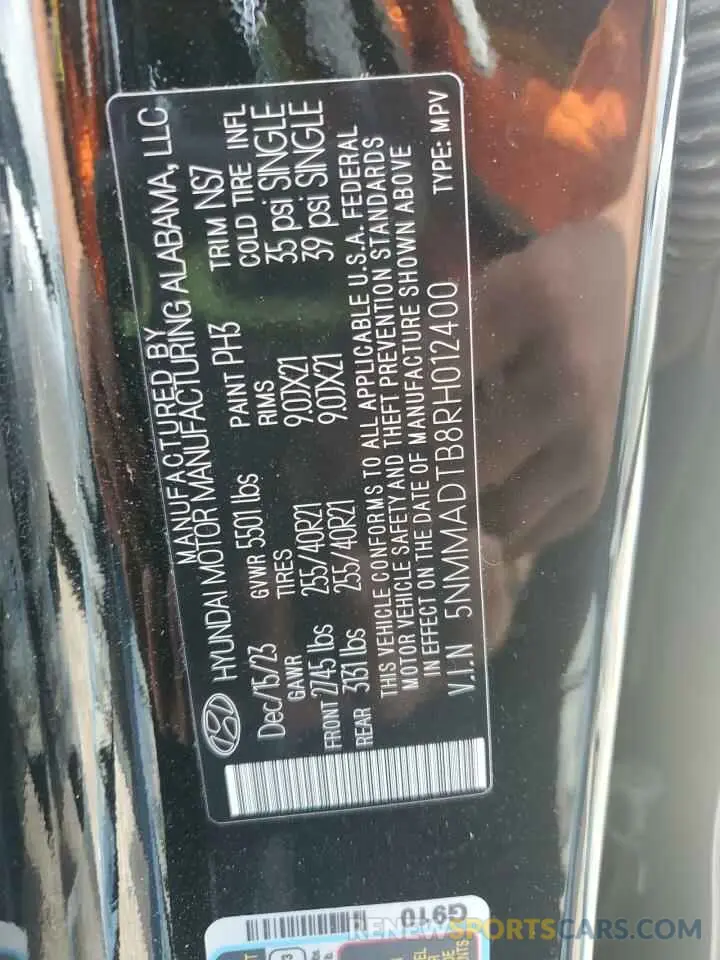 MANUFACTURED BY
HYUNDAI MOTOR MANUFACTURING ALABAMA, LLC
Dec/15/23 GVWR 5501 lbs PAINT PH3 TRIM NS7
GAWR TIRES RIMS COLD TIRE INFL
FRONT 2745 lbs 255/40R21 9.0JX21 35 psi SINGLE
REAR 3131 lbs 255/40R21 9.0JX21 39 psi SINGLE
THIS VEHICLE CONFORMS TO ALL APPLICABLE U.S.A. FEDERAL
MOTOR VEHICLE SAFETY AND THEFT PREVENTION STANDARDS
IN EFFECT ON THE DATE OF MANUFACTURE SHOWN ABOVE
V.I.N 5NMMADTB8RH012400 TYPE: MPV
G910
RENEWSPORTSCARS.COM